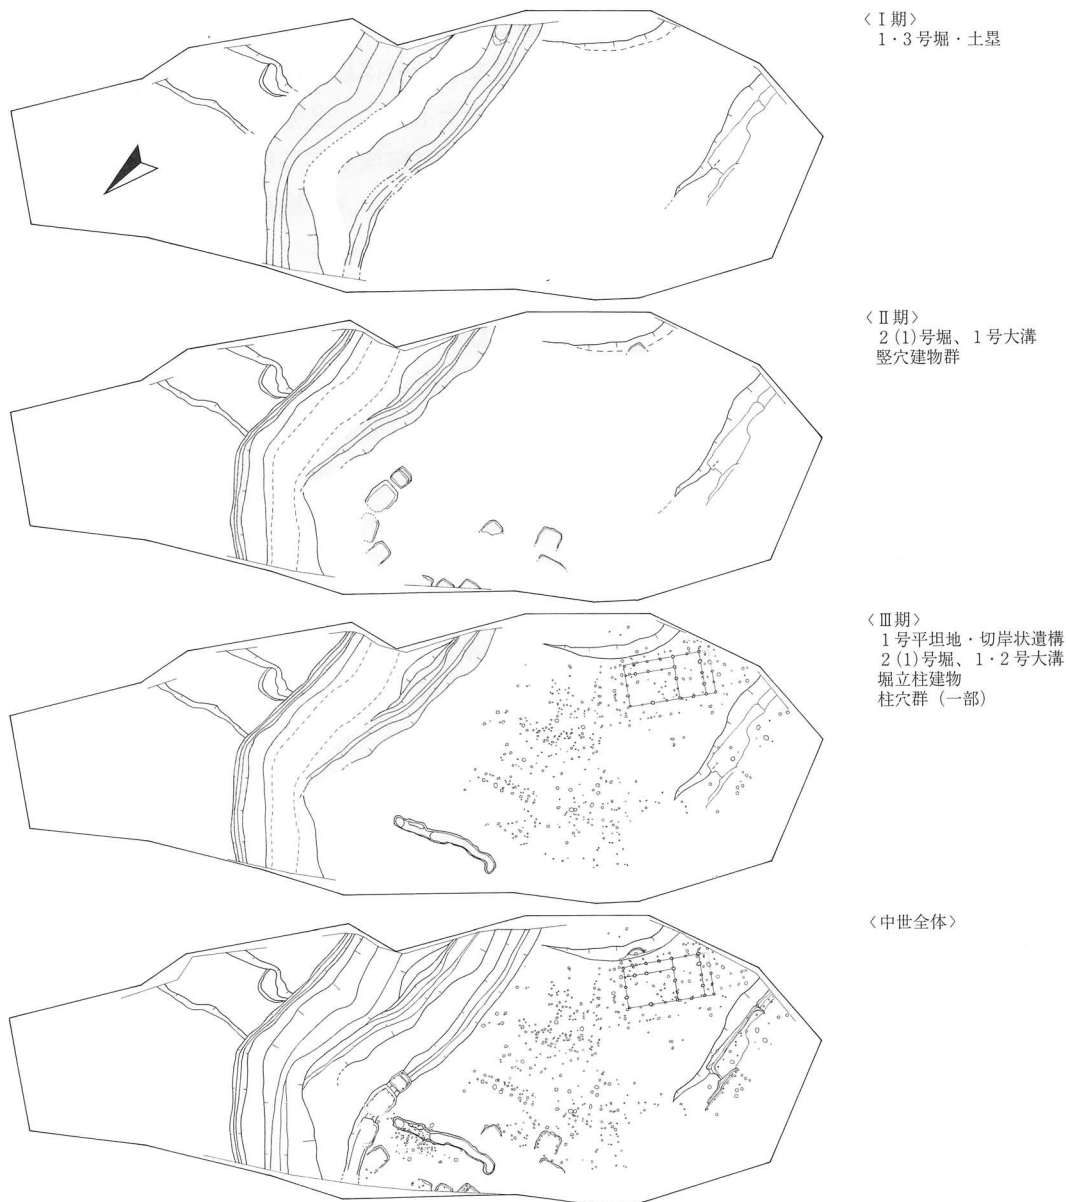 〈Ⅰ期〉
1・3号堀・土塁
〈Ⅱ期〉
2(1)号堀、1号大溝
竪穴建物群
〈Ⅲ期〉
1号平坦地・切岸状遺構
2(1)号堀、1・2号大溝
掘立柱建物
柱穴群（一部）
〈中世全体〉